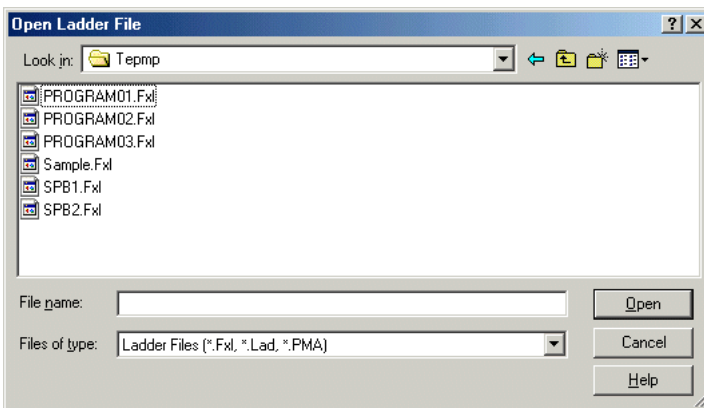 Open Ladder File
Look in: Tepmp
PROGRAM01.Fxl
PROGRAM02.Fxl
PROGRAM03.Fxl
Sample.Fxl
SPB1.Fxl
SPB2.Fxl
File name:
Open
Files of type: Ladder Files (*.Fxl, *.Lad, *.PMA)
Cancel
Help